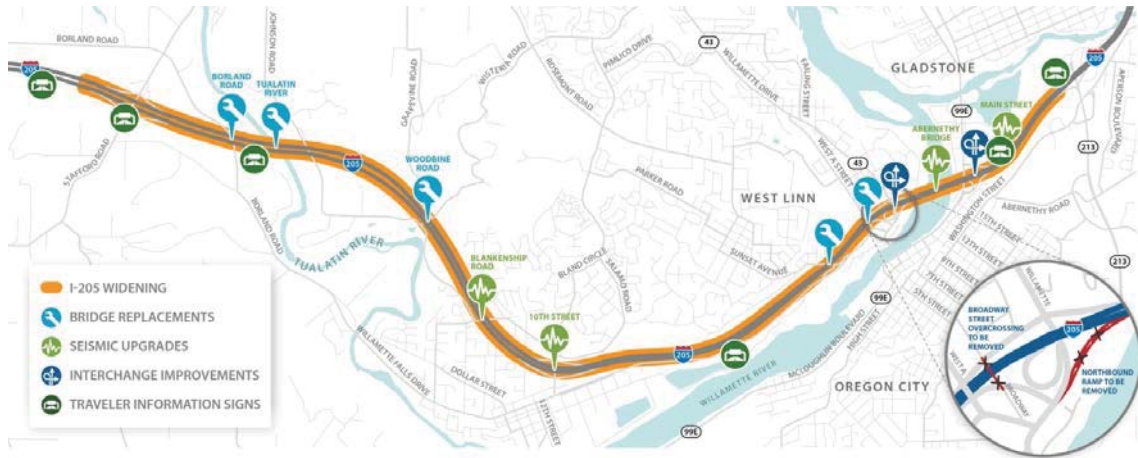 BORLAND ROAD
JOHNSON ROAD
205
BORLAND
ROAD
TUALATIN
RIVER
STAFFORD ROAD
BORLAND ROAD
TUALATIN RIVER
205
GRAPEVINE ROAD
WISTERIA ROAD
ROSEMONT ROAD
PIMLICO DRIVE
43
WILLAMETTE DRIVE
FAILING STREET
WEST A STREET
43
WOODBINE
ROAD
PARKER ROAD
WEST LINN
SUNSET AVENUE
BLAND CIRCLE
SALAMO ROAD
BLANKENSHIP
ROAD
10TH STREET
WILLAMETTE FALLS DRIVE
DOLLAR STREET
12TH STREET
205
WILLAMETTE RIVER
99E
MCLOUGHLIN BOULEVARD
HIGH STREET
99E
OREGON CITY
GLADSTONE
99E
MAIN STREET
ABERNETHY
BRIDGE
205
APERSON BOULEVARD
213
WASHINGTON STREET
ABERNETHY ROAD
15TH STREET
12TH STREET
9TH STREET
7TH STREET
5TH STREET
213
I-205 WIDENING
BRIDGE REPLACEMENTS
SEISMIC UPGRADES
INTERCHANGE IMPROVEMENTS
TRAVELER INFORMATION SIGNS
BROADWAY
STREET
OVERCROSSING
TO BE
REMOVED
WILLAMETTE
205
WEST A
BROADWAY
NORTHBOUND
RAMP TO BE
REMOVED